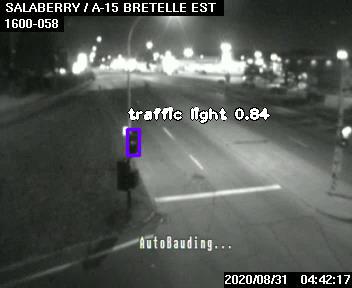 SALABERRY / A-15 BRETELLE EST
1600-058
traffic light 0.84
AutoBauding...
2020/08/31 04:42:17